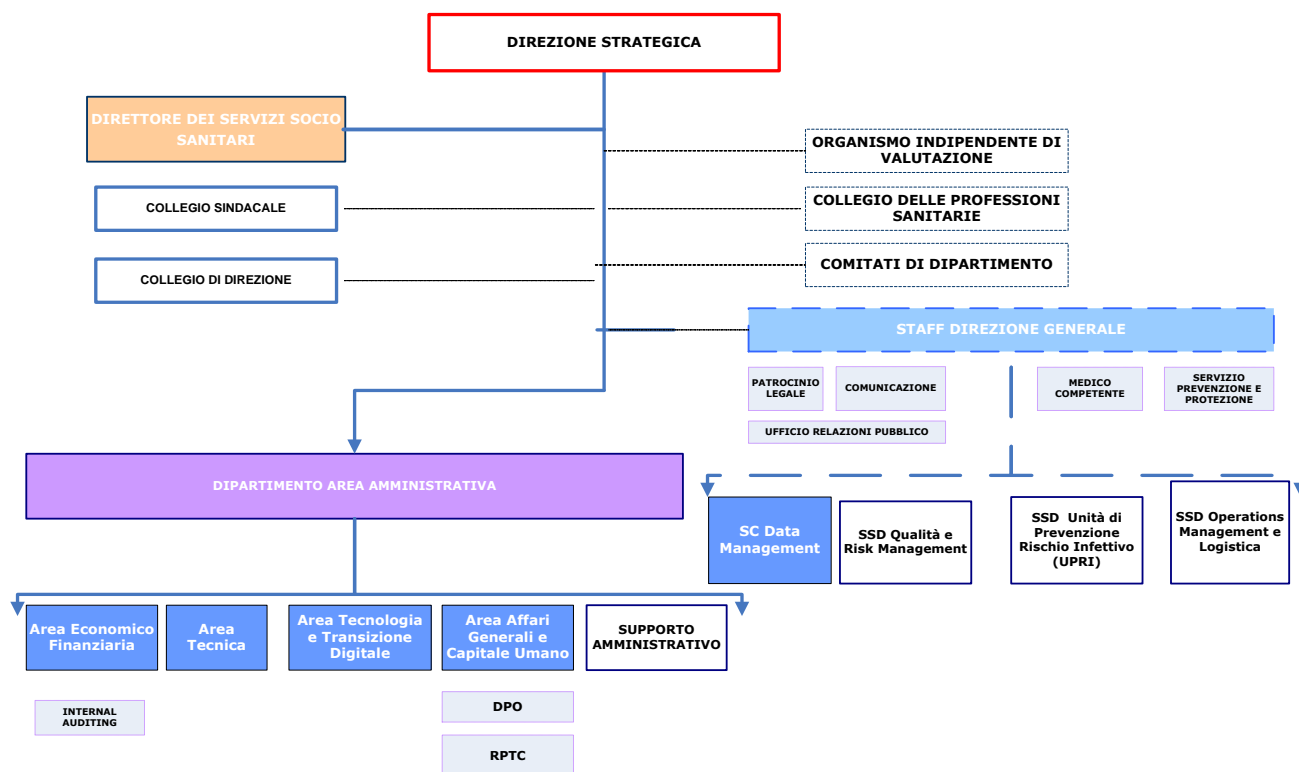 DIREZIONE STRATEGICA
DIRETTORE DEI SERVIZI SOCIO
SANITARI
ORGANISMO INDIPENDENTE DI
VALUTAZIONE
COLLEGIO SINDACALE
COLLEGIO DELLE PROFESSIONI
SANITARIE
COLLEGIO DI DIREZIONE
COMITATI DI DIPARTIMENTO
STAFF DIREZIONE GENERALE
PATROCINIO
LEGALE
COMUNICAZIONE
MEDICO
COMPETENTE
SERVIZIO
PREVENZIONE E
PROTEZIONE
UFFICIO RELAZIONI PUBBLICO
DIPARTIMENTO AREA AMMINISTRATIVA
SC Data
Management
SSD Qualità e
Risk Management
SSD Unità di
Prevenzione
Rischio Infettivo
(UPRI)
SSD Operations
Management e
Logistica
Area Economico
Finanziaria
Area
Tecnica
Area Tecnologia
e Transizione
Digitale
Area Affari
Generali e
Capitale Umano
SUPPORTO
AMMINISTRATIVO
INTERNAL
AUDITING
DPO
RPTC